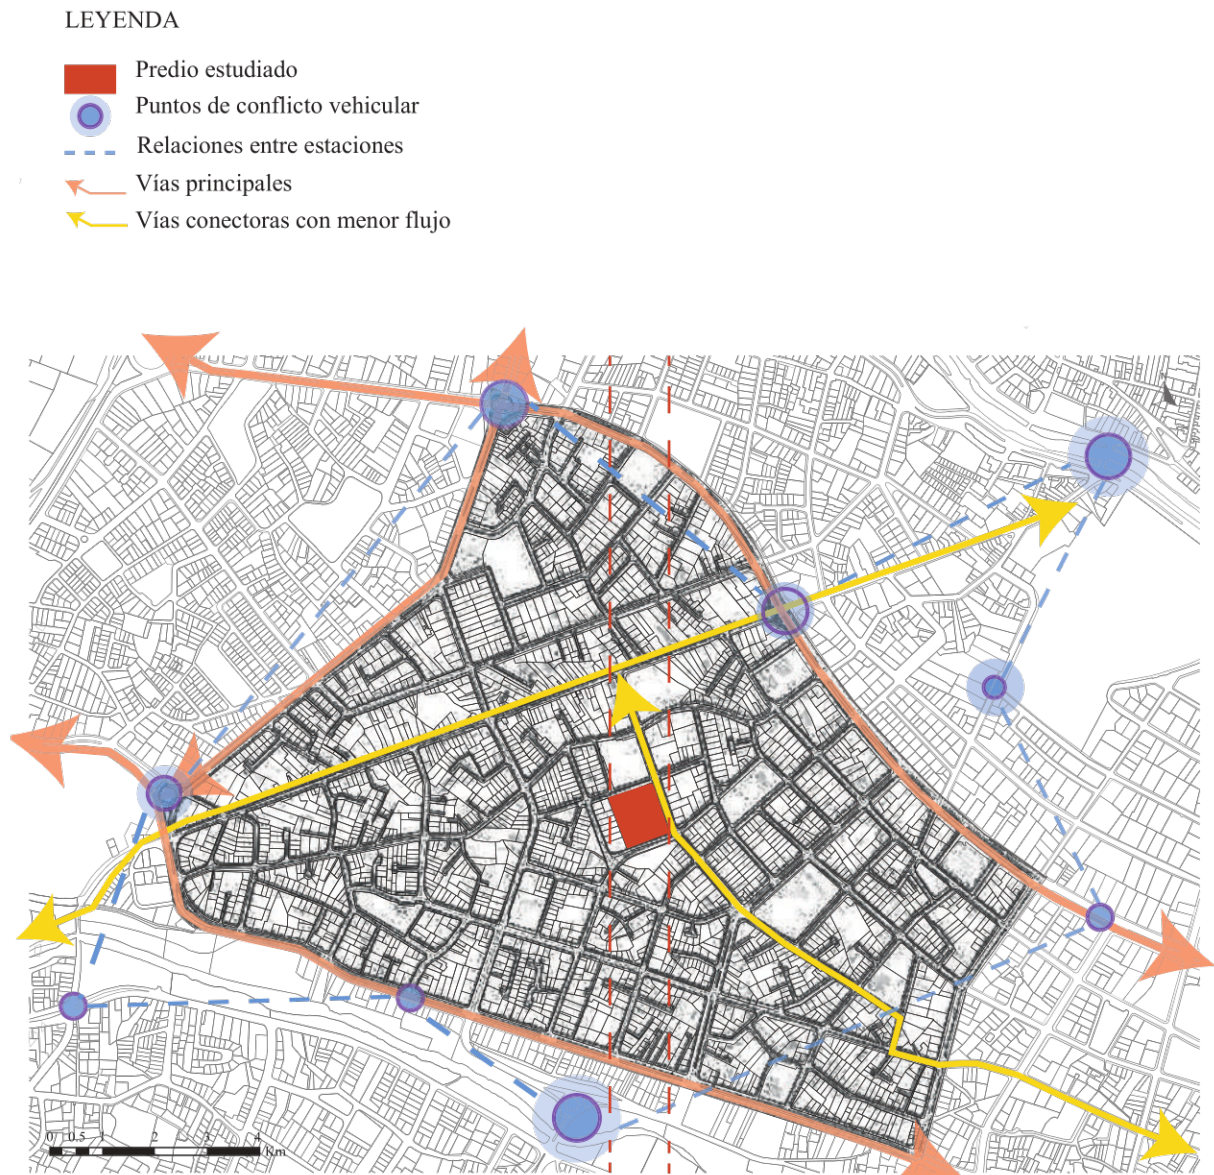 LEYENDA
Predio estudiado
Puntos de conflicto vehicular
Relaciones entre estaciones
Vías principales
Vías conectoras con menor flujo
0 0.5 1 2 3 4
Km